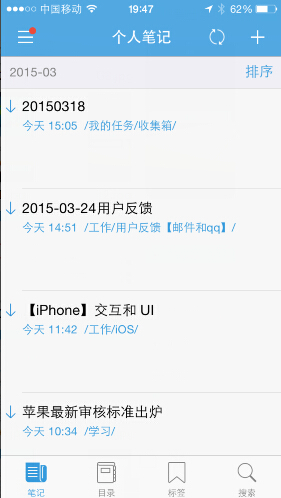 中国移动 19:47 62%
个人笔记
2015-03 排序
20150318
今天 15:05 /我的任务/收集箱/
2015-03-24用户反馈
今天 14:51 /工作/用户反馈【邮件和qq】/
【iPhone】交互和 UI
今天 11:42 /工作/iOS/
苹果最新审核标准出炉
今天 10:34 /学习/
笔记 目录 标签 搜索